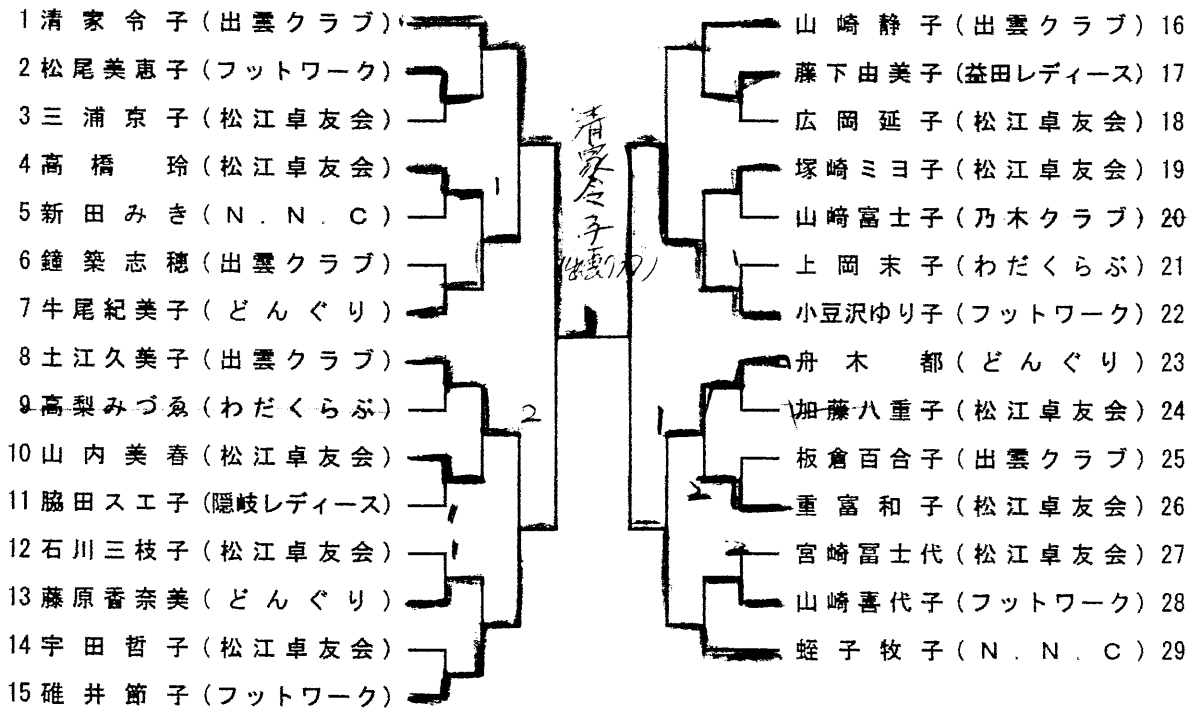 1 清家令子 (出雲クラブ)
2 松尾美恵子 (フットワーク)
3 三浦京子 (松江卓友会)
4 高橋玲 (松江卓友会)
5 新田みき (N.N.C)
6 鐘築志穂 (出雲クラブ)
7 牛尾紀美子 (どんぐり)
8 土江久美子 (出雲クラブ)
9 高梨みづゑ (わだくらぶ)
10 山内美春 (松江卓友会)
11 脇田スエ子 (隠岐レディース)
12 石川三枝子 (松江卓友会)
13 藤原香奈美 (どんぐり)
14 宇田哲子 (松江卓友会)
15 碓井節子 (フットワーク)
1
2
1
1
清家令子
(出雲クラブ)
1
1
2
2
山崎静子 (出雲クラブ) 16
藤下由美子 (益田レディース) 17
広岡延子 (松江卓友会) 18
塚崎ミヨ子 (松江卓友会) 19
山﨑富士子 (乃木クラブ) 20
上岡末子 (わだくらぶ) 21
小豆沢ゆり子 (フットワーク) 22
舟木都 (どんぐり) 23
加藤八重子 (松江卓友会) 24
板倉百合子 (出雲クラブ) 25
重富和子 (松江卓友会) 26
宮崎冨士代 (松江卓友会) 27
山崎喜代子 (フットワーク) 28
蛭子牧子 (N.N.C) 29